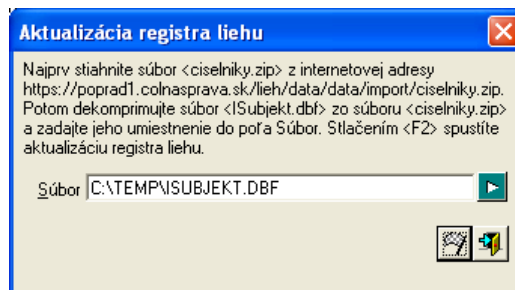 Aktualizácia registra liehu
Najprv stiahnite súbor <ciselniky.zip> z internetovej adresy
https://poprad1.colnasprava.sk/lieh/data/data/import/ciselniky.zip.
Potom dekomprimujte súbor <ISubjekt.dbf> zo súboru <ciselniky.zip>
a zadajte jeho umiestnenie do poľa Súbor. Stlačením <F2> spustíte
aktualizáciu registra liehu.
Súbor C:\TEMP\ISUBJEKT.DBF